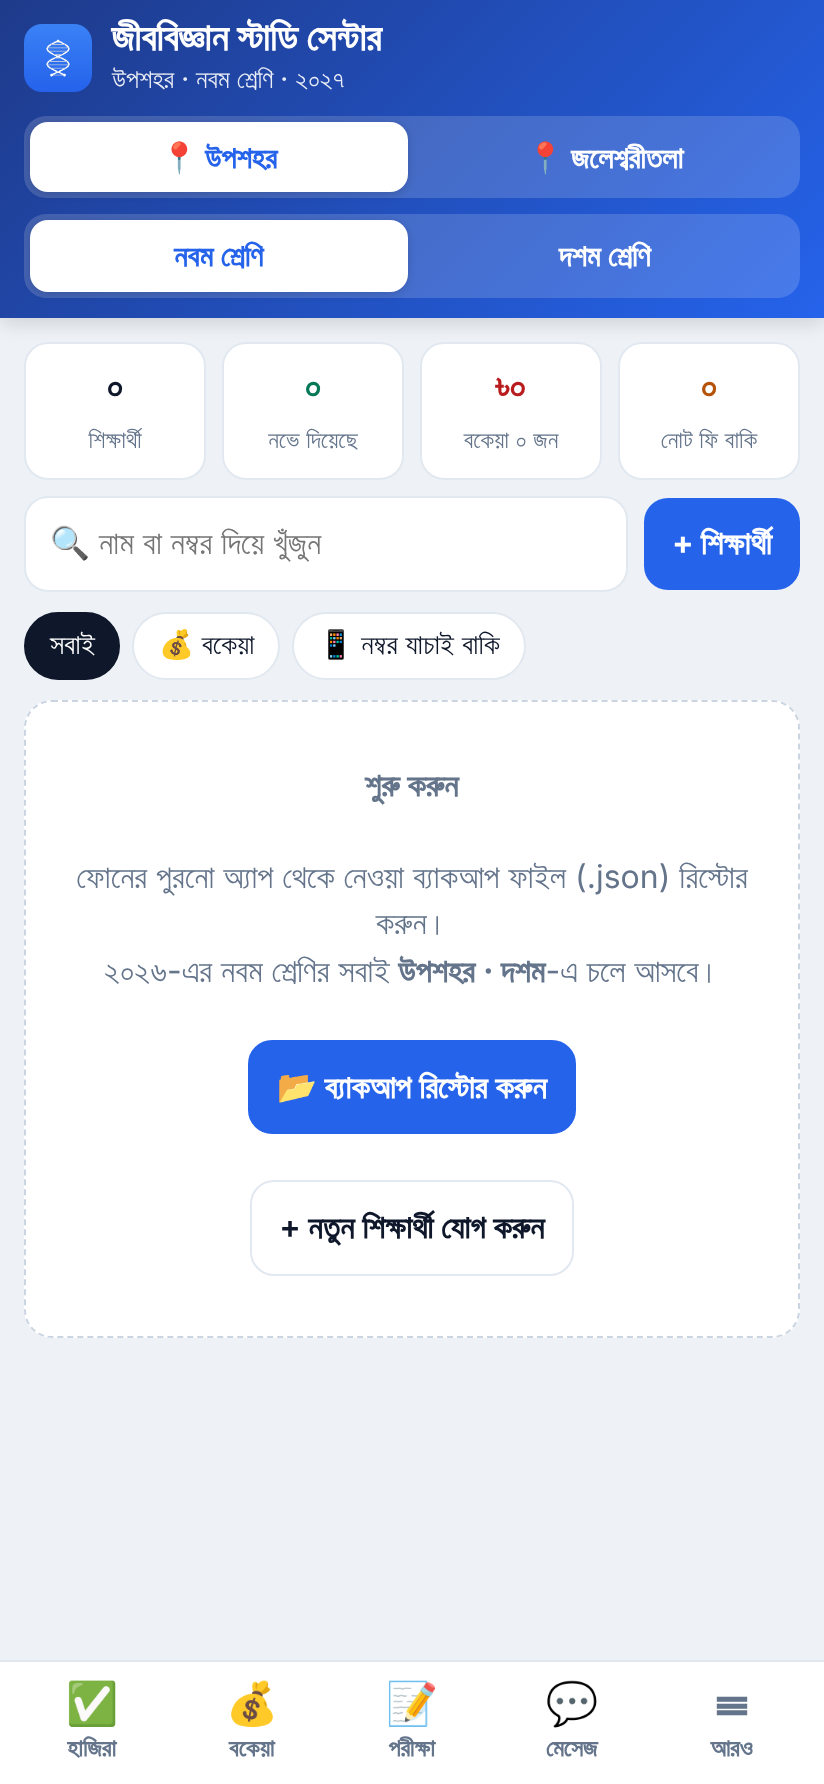 জীববিজ্ঞান স্টাডি সেন্টার
উপশহর · নবম শ্রেণি · ২০২৭
📍 উপশহর
📍 জলেশ্বরীতলা
নবম শ্রেণি
দশম শ্রেণি
০
শিক্ষার্থী
০
নভে দিয়েছে
৳০
বকেয়া ০ জন
০
নোট ফি বাকি
🔍 নাম বা নম্বর দিয়ে খুঁজুন
+ শিক্ষার্থী
সবাই
💰 বকেয়া
📱 নম্বর যাচাই বাকি
শুরু করুন
ফোনের পুরনো অ্যাপ থেকে নেওয়া ব্যাকআপ ফাইল (.json) রিস্টোর
করুন।
২০২৬-এর নবম শ্রেণির সবাই উপশহর · দশম-এ চলে আসবে।
📂 ব্যাকআপ রিস্টোর করুন
+ নতুন শিক্ষার্থী যোগ করুন
হাজিরা
বকেয়া
পরীক্ষা
মেসেজ
আরও